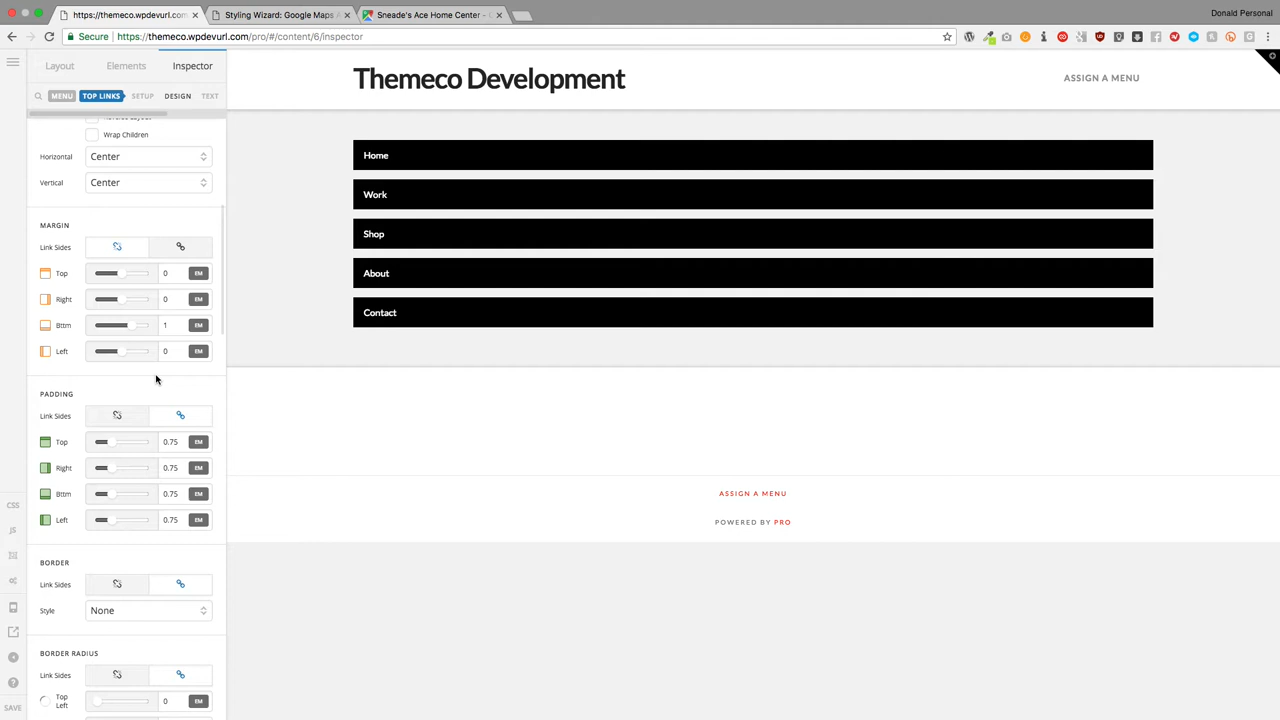 https://themeco.wpdevurl.com/
Styling Wizard: Google Maps A
Sneade's Ace Home Center - G
Donald Personal
Secure
https://themeco.wpdevurl.com/pro/#/content/6/inspector
Layout
Elements
Inspector
MENU
TOP LINKS
SETUP
DESIGN
TEXT
Wrap Children
Horizontal
Center
Vertical
Center
MARGIN
Link Sides
Top
0
EM
Right
0
EM
Bttm
1
EM
Left
0
EM
PADDING
Link Sides
Top
0.75
EM
Right
0.75
EM
Bttm
0.75
EM
Left
0.75
EM
BORDER
Link Sides
Style
None
BORDER RADIUS
Link Sides
Top
Left
0
EM
CSS
JS
SAVE
Themeco Development
ASSIGN A MENU
Home
Work
Shop
About
Contact
ASSIGN A MENU
POWERED BY PRO